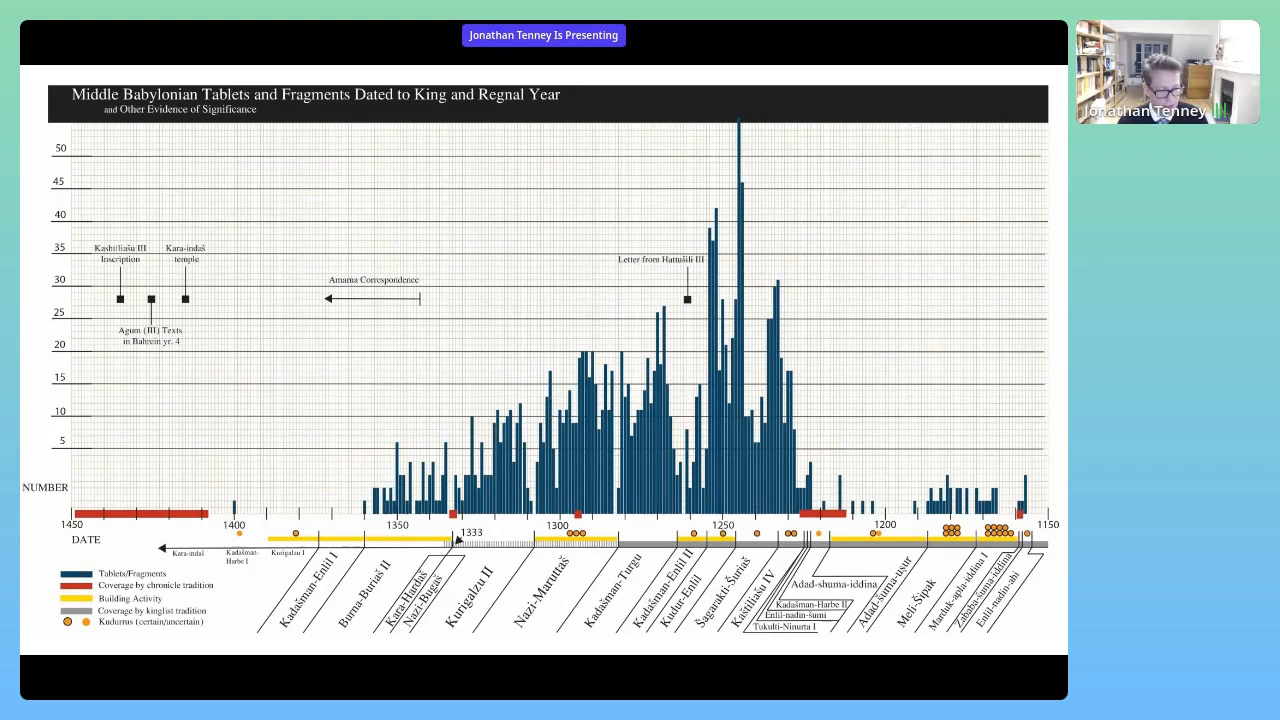 Jonathan Tenney Is Presenting
Jonathan Tenney
Middle Babylonian Tablets and Fragments Dated to King and Regnal Year
and Other Evidence of Significance
50
45
40
35
30
25
20
15
10
5
NUMBER
Kashtiliašu III
Inscription
Kara-indaš
temple
Agum (III) Texts
in Bahrein yr. 4
Amarna Correspondence
Letter from Hattušili III
1450
1400
1350
1300
1250
1200
1150
DATE
1333
Kara-indaš
Kadašman-
Harbe I
Kurigalzu I
Kadašman-Enlil I
Burna-Buriaš II
Kara-Hardaš
Nazi-Bugaš
Kurigalzu II
Nazi-Maruttaš
Kadašman-Turgu
Kadašman-Enlil II
Kudur-Enlil
Šagarakti-Šuriaš
Kaštiliašu IV
Adad-shuma-iddina
Kadašman-Harbe II
Enlil-nadin-šumi
Tukulti-Ninurta I
Adad-šuma-uṣur
Meli-Šipak
Marduk-apla-iddina I
Zababa-šuma-iddina
Enlil-nadin-ahi
Tablets/Fragments
Coverage by chronicle tradition
Building Activity
Coverage by kinglist tradition
Kudurrus (certain/uncertain)